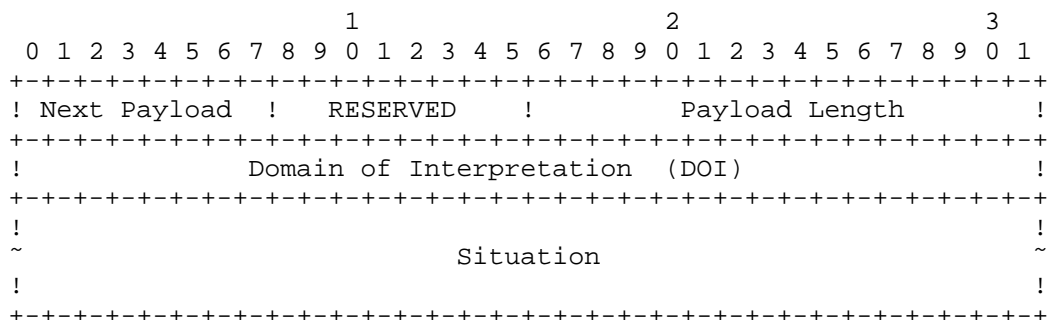 1                   2                   3
 0 1 2 3 4 5 6 7 8 9 0 1 2 3 4 5 6 7 8 9 0 1 2 3 4 5 6 7 8 9 0 1
+-+-+-+-+-+-+-+-+-+-+-+-+-+-+-+-+-+-+-+-+-+-+-+-+-+-+-+-+-+-+-+-+
! Next Payload  !   RESERVED    !         Payload Length        !
+-+-+-+-+-+-+-+-+-+-+-+-+-+-+-+-+-+-+-+-+-+-+-+-+-+-+-+-+-+-+-+-+
!              Domain of Interpretation  (DOI)                  !
+-+-+-+-+-+-+-+-+-+-+-+-+-+-+-+-+-+-+-+-+-+-+-+-+-+-+-+-+-+-+-+-+
!                                                               !
~                           Situation                           ~
!                                                               !
+-+-+-+-+-+-+-+-+-+-+-+-+-+-+-+-+-+-+-+-+-+-+-+-+-+-+-+-+-+-+-+-+